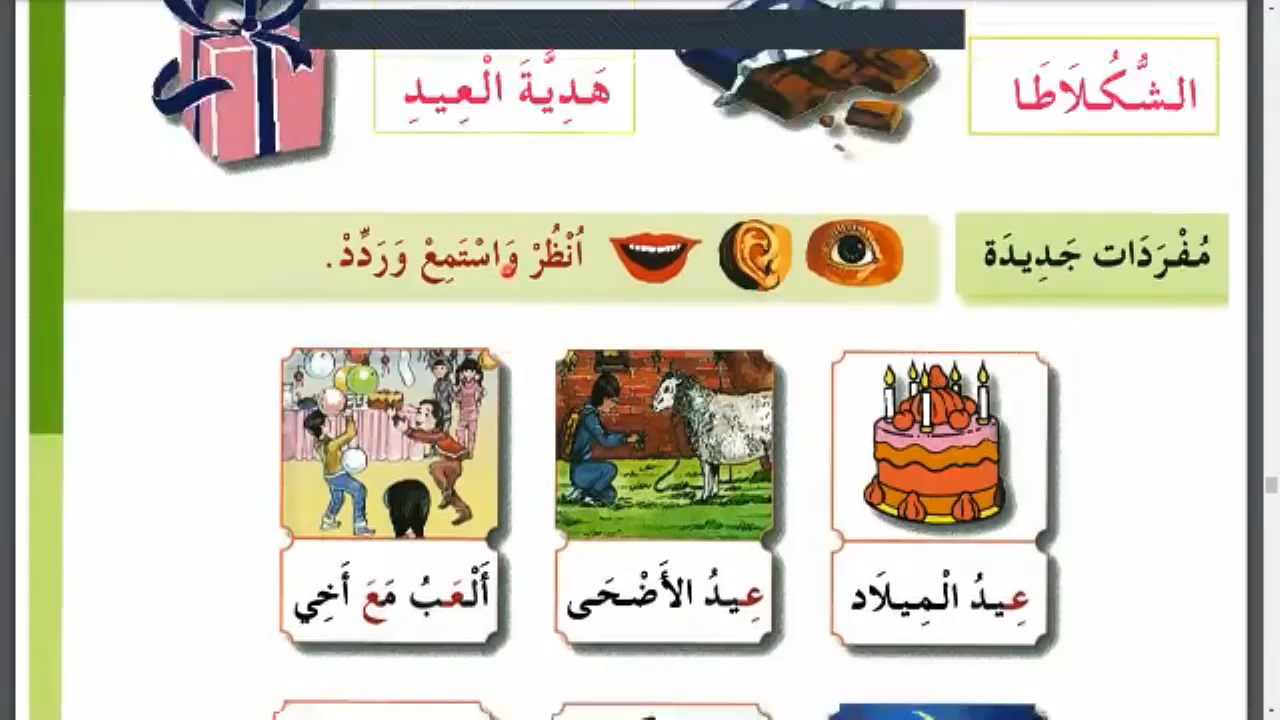 الشُّكُلَاطَا
هَدِيَّةَ الْعِيدِ
مُفْرَدَات جَدِيدَة
اُنْظُرْ وَاسْتَمِعْ وَرَدِّدْ.
عِيدُ الْمِيلَاد
عِيدُ الأَضْحَى
أَلْعَبُ مَعَ أَخِي